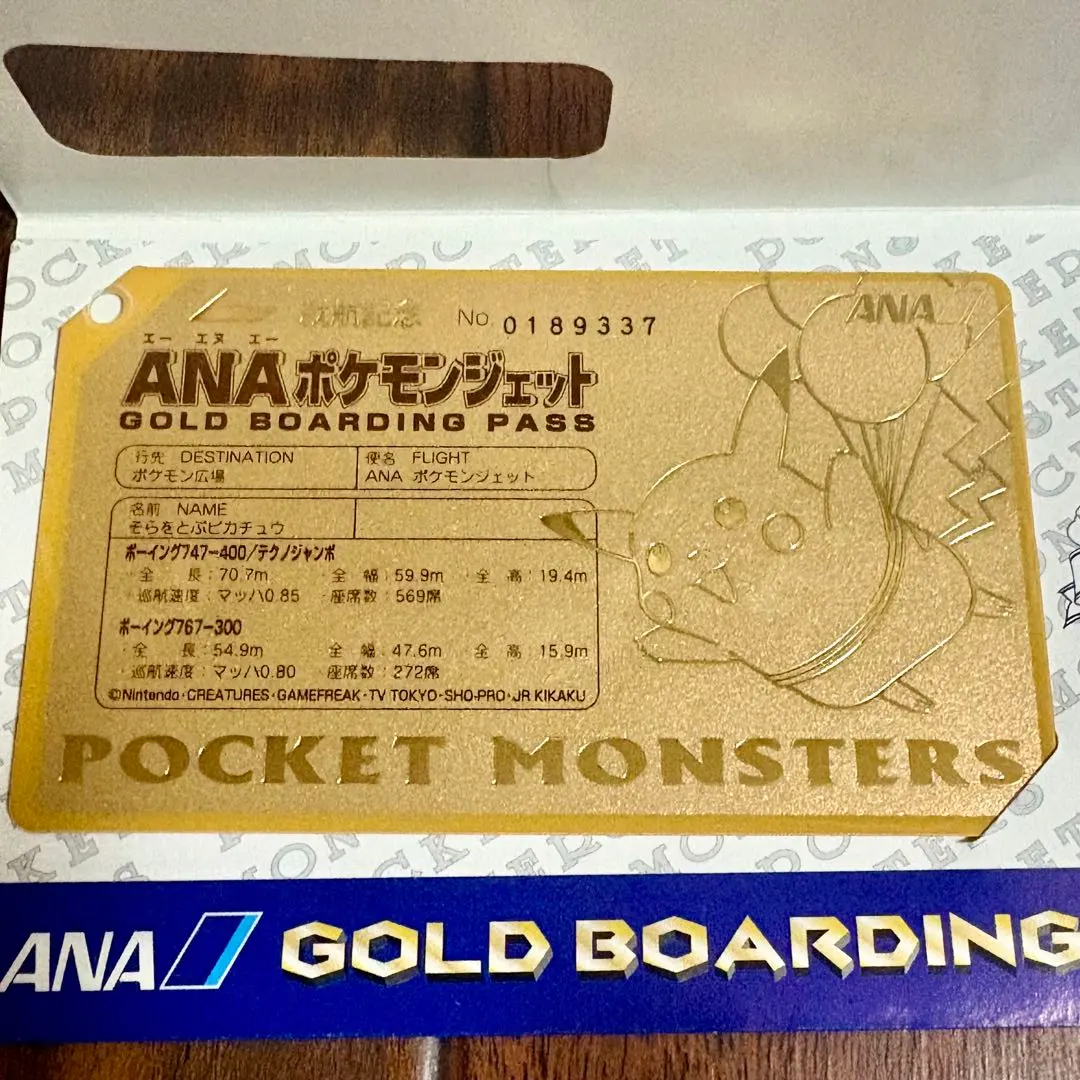 就航記念 No. 0189337
ANA
エー エヌ エー
ANAポケモンジェット
GOLD BOARDING PASS
行先 DESTINATION
ポケモン広場
便名 FLIGHT
ANA ポケモンジェット
名前 NAME
そらをとぶピカチュウ
ボーイング747-400/テクノジャンボ
・全 長:70.7m ・全 幅:59.9m ・全 高:19.4m
・巡航速度:マッハ0.85 ・座席数:569席
ボーイング767-300
・全 長:54.9m ・全 幅:47.6m ・全 高:15.9m
・巡航速度:マッハ0.80 ・座席数:272席
©Nintendo・CREATURES・GAMEFREAK・TV TOKYO・SHO-PRO・JR KIKAKU
POCKET MONSTERS
ANA GOLD BOARDING